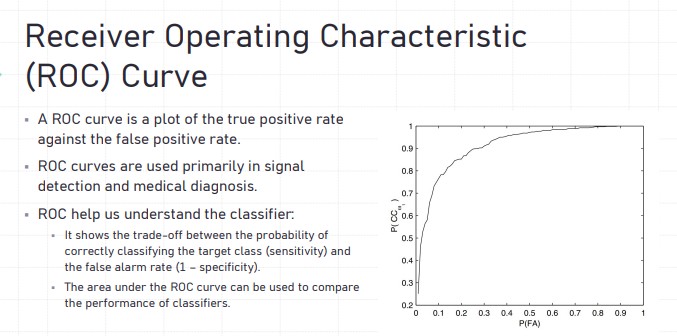 Receiver Operating Characteristic
(ROC) Curve
▪ A ROC curve is a plot of the true positive rate
against the false positive rate.
▪ ROC curves are used primarily in signal
detection and medical diagnosis.
▪ ROC help us understand the classifier:
▪ It shows the trade-off between the probability of
correctly classifying the target class (sensitivity) and
the false alarm rate (1 – specificity).
▪ The area under the ROC curve can be used to compare
the performance of classifiers.
1
0.9
0.8
0.7
0.6
0.5
0.4
0.3
0.2
P(CC
0 0.1 0.2 0.3 0.4 0.5 0.6 0.7 0.8 0.9 1
P(FA)